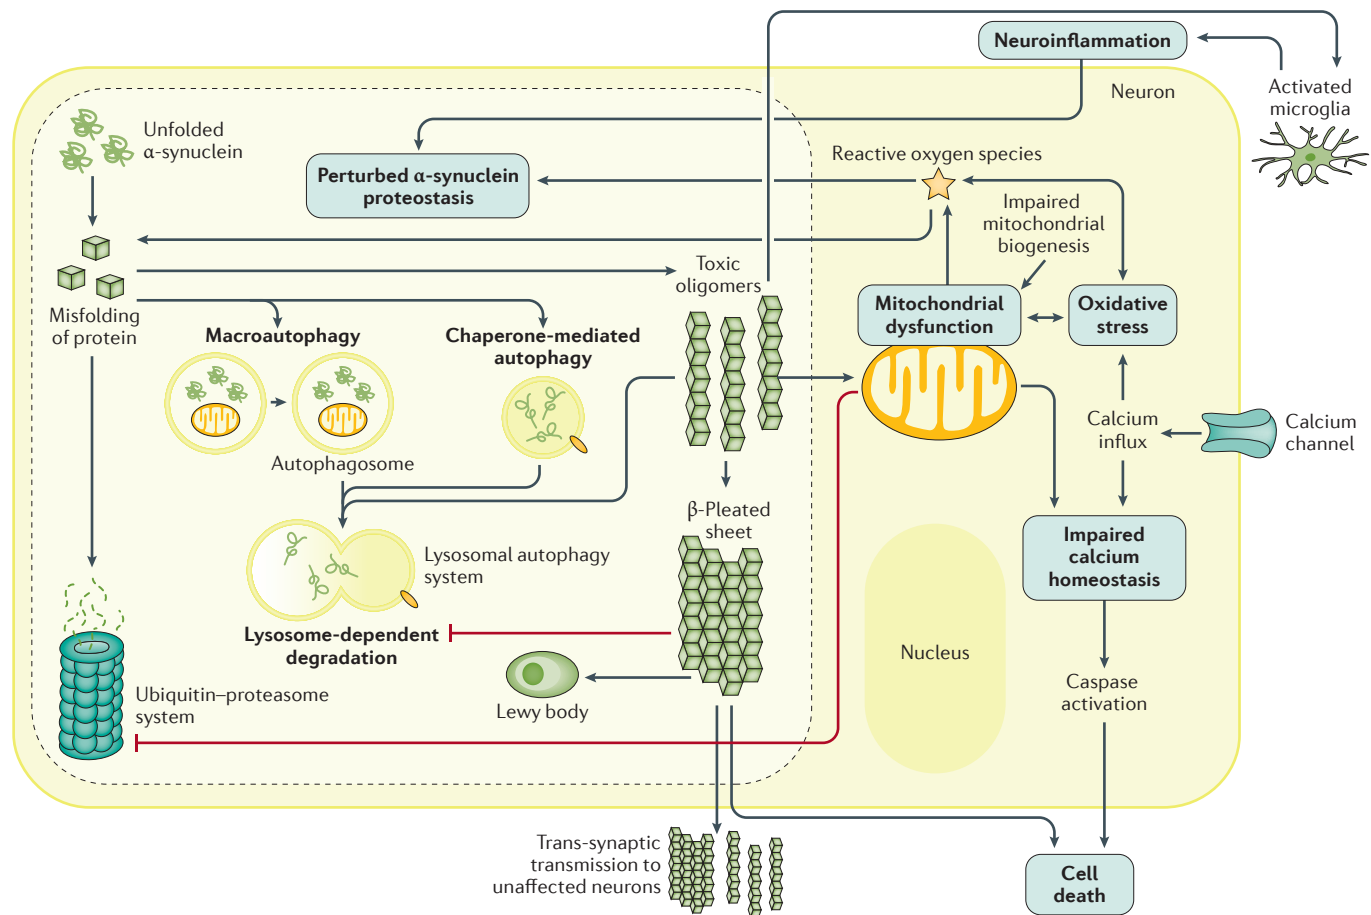 Neuroinflammation
Neuron
Activated
microglia
Unfolded
α-synuclein
Perturbed α-synuclein
proteostasis
Reactive oxygen species
Impaired
mitochondrial
biogenesis
Toxic
oligomers
Misfolding
of protein
Macroautophagy
Chaperone-mediated
autophagy
Mitochondrial
dysfunction
Oxidative
stress
Calcium
influx
Calcium
channel
Autophagosome
β-Pleated
sheet
Lysosomal autophagy
system
Impaired
calcium
homeostasis
Lysosome-dependent
degradation
Nucleus
Ubiquitin–proteasome
system
Lewy body
Caspase
activation
Trans-synaptic
transmission to
unaffected neurons
Cell
death